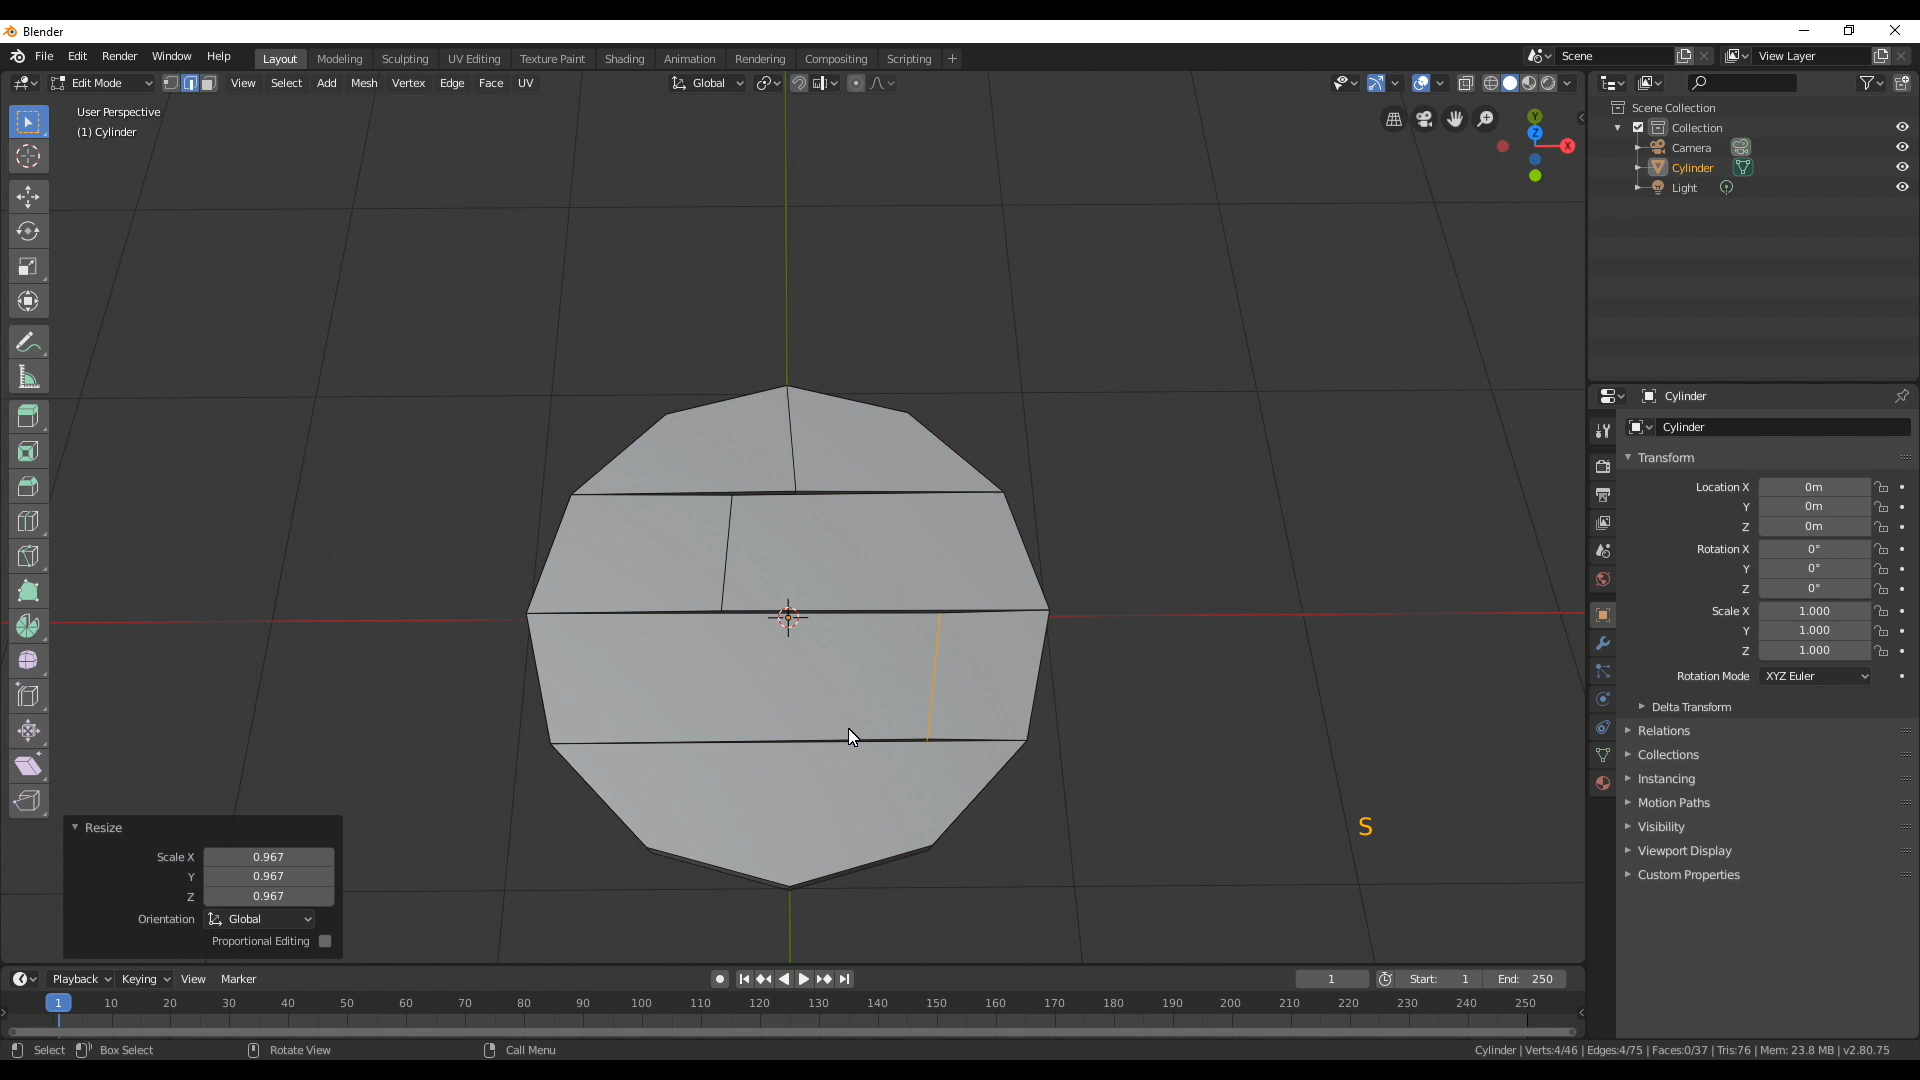 Blender
File Edit Render Window Help Layout Modeling Sculpting UV Editing Texture Paint Shading Animation Rendering Compositing Scripting + Scene View Layer
Edit Mode View Select Add Mesh Vertex Edge Face UV Global
User Perspective
(1) Cylinder
Y
Z
X
Scene Collection
Collection
Camera
Cylinder
Light
Cylinder
Cylinder
Transform
Location X 0m
Y 0m
Z 0m
Rotation X 0°
Y 0°
Z 0°
Scale X 1.000
Y 1.000
Z 1.000
Rotation Mode XYZ Euler
Delta Transform
Relations
Collections
Instancing
Motion Paths
Visibility
Viewport Display
Custom Properties
S
Resize
Scale X 0.967
Y 0.967
Z 0.967
Orientation Global
Proportional Editing
Playback Keying View Marker 1 Start: 1 End: 250
1 10 20 30 40 50 60 70 80 90 100 110 120 130 140 150 160 170 180 190 200 210 220 230 240 250
Select Box Select Rotate View Call Menu Cylinder | Verts:4/46 | Edges:4/75 | Faces:0/37 | Tris:76 | Mem: 23.8 MB | v2.80.75